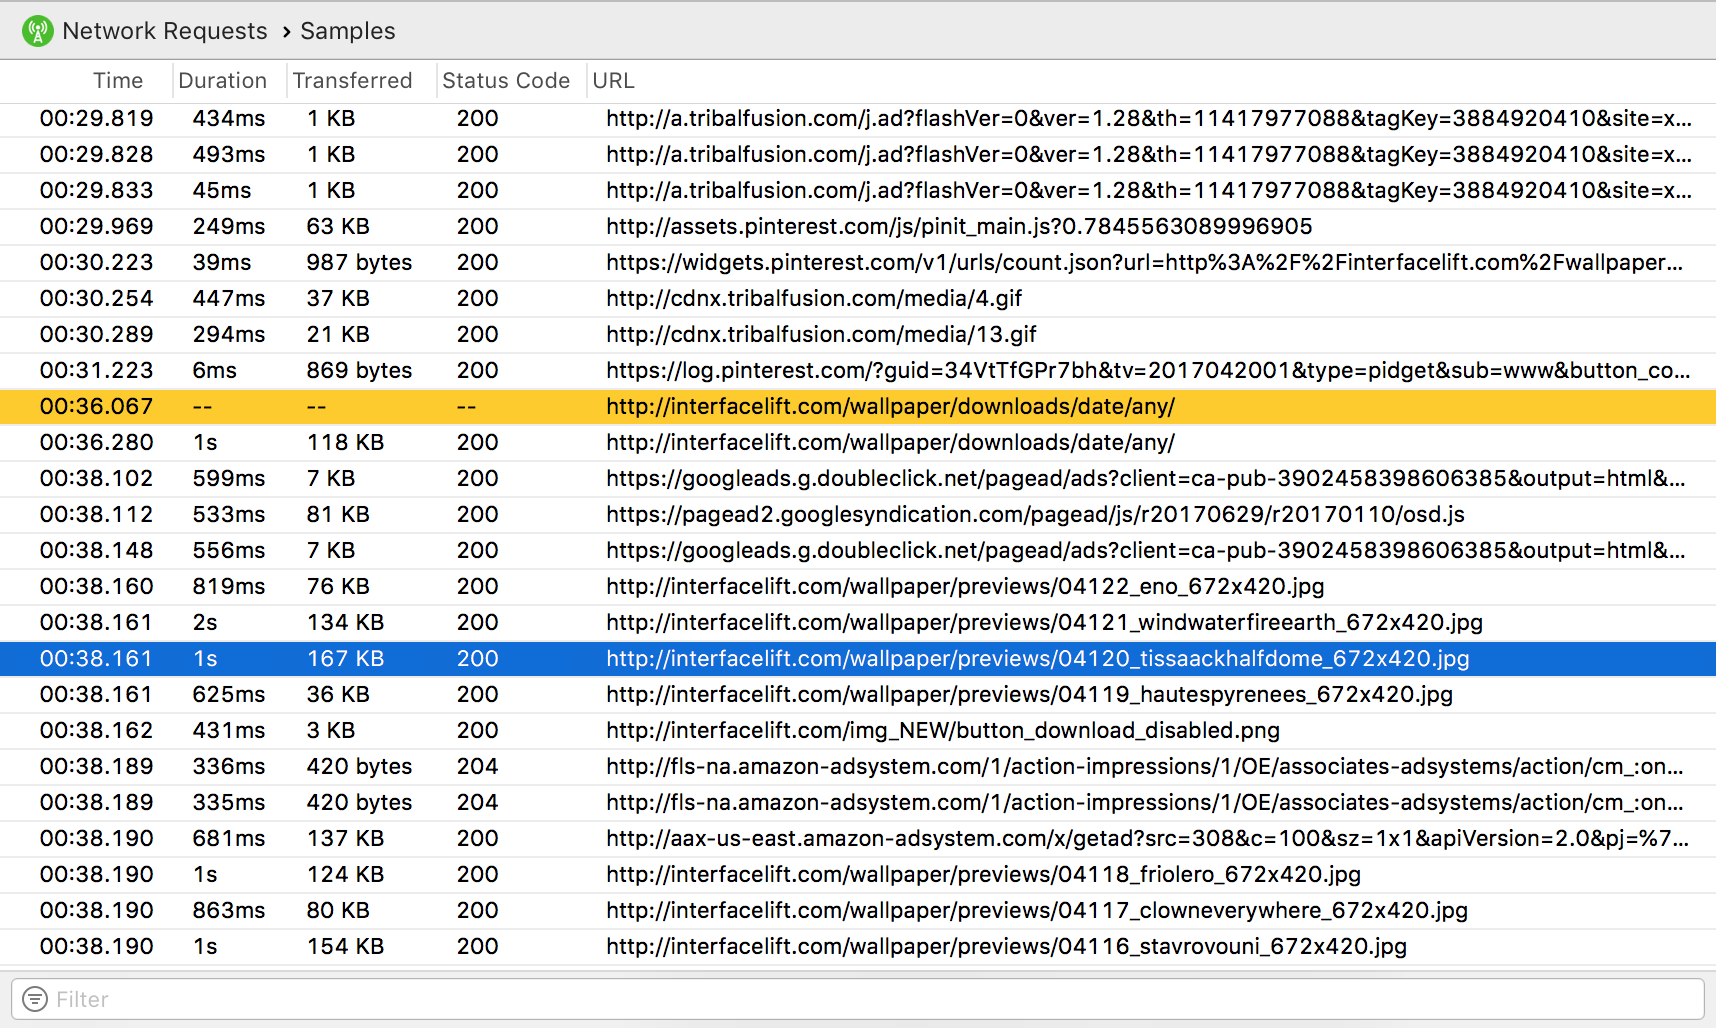 Network Requests › Samples
Time Duration Transferred Status Code URL
00:29.819 434ms 1 KB 200 http://a.tribalfusion.com/j.ad?flashVer=0&ver=1.28&th=11417977088&tagKey=3884920410&site=x...
00:29.828 493ms 1 KB 200 http://a.tribalfusion.com/j.ad?flashVer=0&ver=1.28&th=11417977088&tagKey=3884920410&site=x...
00:29.833 45ms 1 KB 200 http://a.tribalfusion.com/j.ad?flashVer=0&ver=1.28&th=11417977088&tagKey=3884920410&site=x...
00:29.969 249ms 63 KB 200 http://assets.pinterest.com/js/pinit_main.js?0.7845563089996905
00:30.223 39ms 987 bytes 200 https://widgets.pinterest.com/v1/urls/count.json?url=http%3A%2F%2Finterfacelift.com%2Fwallpaper...
00:30.254 447ms 37 KB 200 http://cdnx.tribalfusion.com/media/4.gif
00:30.289 294ms 21 KB 200 http://cdnx.tribalfusion.com/media/13.gif
00:31.223 6ms 869 bytes 200 https://log.pinterest.com/?guid=34VtTfGPr7bh&tv=2017042001&type=pidget&sub=www&button_co...
00:36.067 -- -- -- http://interfacelift.com/wallpaper/downloads/date/any/
00:36.280 1s 118 KB 200 http://interfacelift.com/wallpaper/downloads/date/any/
00:38.102 599ms 7 KB 200 https://googleads.g.doubleclick.net/pagead/ads?client=ca-pub-3902458398606385&output=html&...
00:38.112 533ms 81 KB 200 https://pagead2.googlesyndication.com/pagead/js/r20170629/r20170110/osd.js
00:38.148 556ms 7 KB 200 https://googleads.g.doubleclick.net/pagead/ads?client=ca-pub-3902458398606385&output=html&...
00:38.160 819ms 76 KB 200 http://interfacelift.com/wallpaper/previews/04122_eno_672x420.jpg
00:38.161 2s 134 KB 200 http://interfacelift.com/wallpaper/previews/04121_windwaterfireearth_672x420.jpg
00:38.161 1s 167 KB 200 http://interfacelift.com/wallpaper/previews/04120_tissaackhalfdome_672x420.jpg
00:38.161 625ms 36 KB 200 http://interfacelift.com/wallpaper/previews/04119_hautespyrenees_672x420.jpg
00:38.162 431ms 3 KB 200 http://interfacelift.com/img_NEW/button_download_disabled.png
00:38.189 336ms 420 bytes 204 http://fls-na.amazon-adsystem.com/1/action-impressions/1/OE/associates-adsystems/action/cm_:on...
00:38.189 335ms 420 bytes 204 http://fls-na.amazon-adsystem.com/1/action-impressions/1/OE/associates-adsystems/action/cm_:on...
00:38.190 681ms 137 KB 200 http://aax-us-east.amazon-adsystem.com/x/getad?src=308&c=100&sz=1x1&apiVersion=2.0&pj=%7...
00:38.190 1s 124 KB 200 http://interfacelift.com/wallpaper/previews/04118_friolero_672x420.jpg
00:38.190 863ms 80 KB 200 http://interfacelift.com/wallpaper/previews/04117_clowneverywhere_672x420.jpg
00:38.190 1s 154 KB 200 http://interfacelift.com/wallpaper/previews/04116_stavrovouni_672x420.jpg
Filter